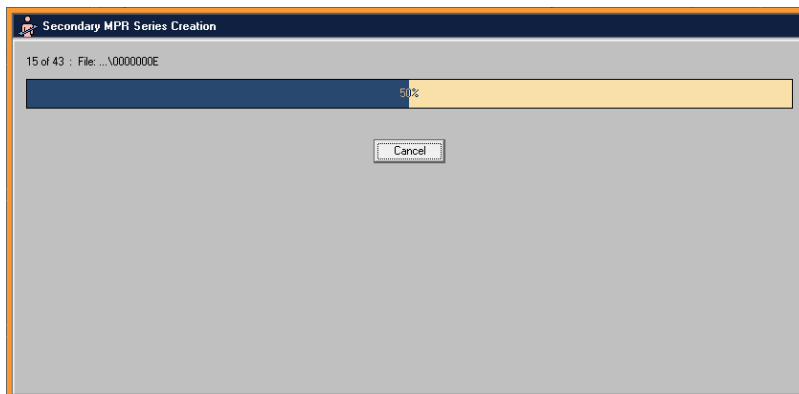 Secondary MPR Series Creation
15 of 43 : File: ...\0000000E
50%
Cancel